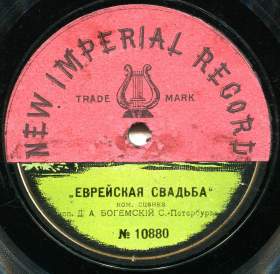 NEW IMPERIAL RECORD
TRADE MARK
„ЕВРЕЙСКАЯ СВАДЬБА"
ком. сценка
исп. Д. А. БОГЕМСКІЙ С.-Петербургъ
№ 10880